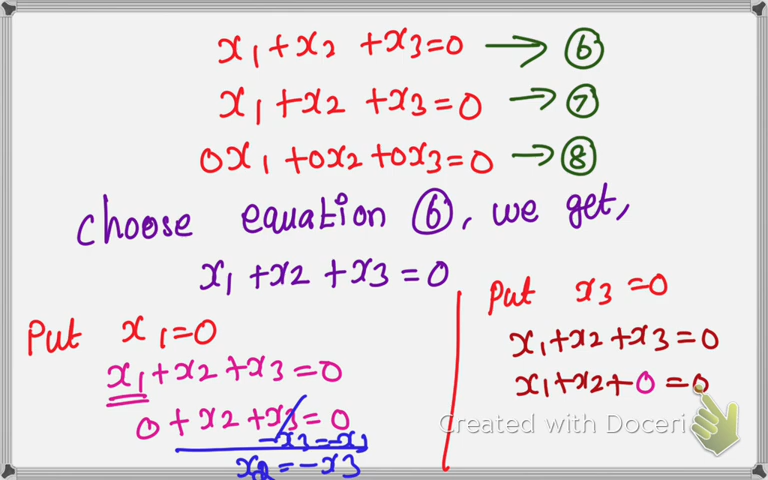 x1 + x2 + x3 = 0 → ⑥
x1 + x2 + x3 = 0 → ⑦
0x1 + 0x2 + 0x3 = 0 → ⑧
choose equation ⑥, we get,
x1 + x2 + x3 = 0
Put x1 = 0
x1 + x2 + x3 = 0
0 + x2 + x3 = 0
-x3 = -x3
x2 = -x3
Put x3 = 0
x1 + x2 + x3 = 0
x1 + x2 + 0 = 0
Created with Doceri